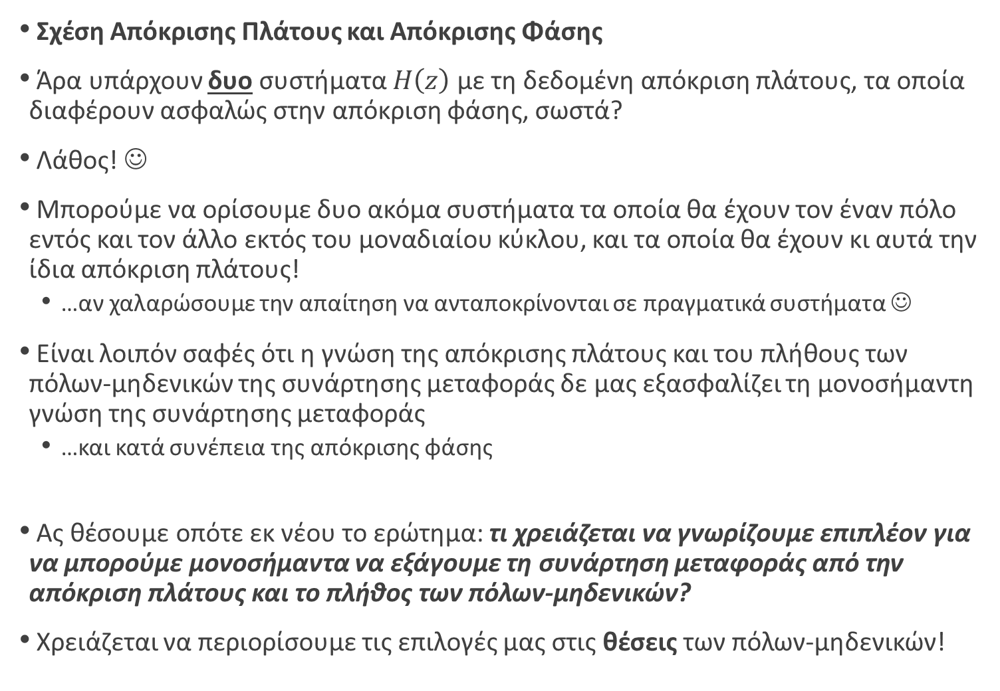 • Σχέση Απόκρισης Πλάτους και Απόκρισης Φάσης
• Άρα υπάρχουν δυο συστήματα H(z) με τη δεδομένη απόκριση πλάτους, τα οποία
διαφέρουν ασφαλώς στην απόκριση φάσης, σωστά?
• Λάθος! ☺
• Μπορούμε να ορίσουμε δυο ακόμα συστήματα τα οποία θα έχουν τον έναν πόλο
εντός και τον άλλο εκτός του μοναδιαίου κύκλου, και τα οποία θα έχουν κι αυτά την
ίδια απόκριση πλάτους!
• …αν χαλαρώσουμε την απαίτηση να ανταποκρίνονται σε πραγματικά συστήματα ☺
• Είναι λοιπόν σαφές ότι η γνώση της απόκρισης πλάτους και του πλήθους των
πόλων-μηδενικών της συνάρτησης μεταφοράς δε μας εξασφαλίζει τη μονοσήμαντη
γνώση της συνάρτησης μεταφοράς
• …και κατά συνέπεια της απόκρισης φάσης
• Ας θέσουμε οπότε εκ νέου το ερώτημα: τι χρειάζεται να γνωρίζουμε επιπλέον για
να μπορούμε μονοσήμαντα να εξάγουμε τη συνάρτηση μεταφοράς από την
απόκριση πλάτους και το πλήθος των πόλων-μηδενικών?
• Χρειάζεται να περιορίσουμε τις επιλογές μας στις θέσεις των πόλων-μηδενικών!